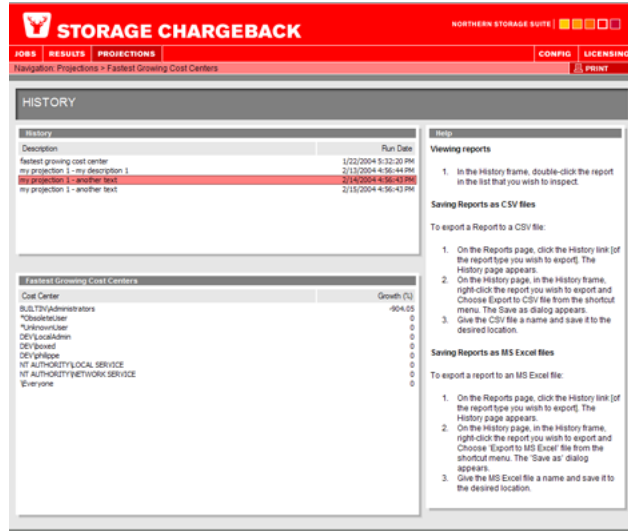 STORAGE CHARGEBACK
NORTHERN STORAGE SUITE |
JOBS RESULTS PROJECTIONS CONFIG LICENSING
Navigation: Projections > Fastest Growing Cost Centers PRINT
HISTORY
History
Description Run Date
fastest growing cost center 1/22/2004 5:32:20 PM
my projection 1 - my description 1 2/13/2004 4:56:44 PM
my projection 1 - another text 2/14/2004 4:56:43 PM
my projection 1 - another text 2/15/2004 4:56:43 PM
Fastest Growing Cost Centers
Cost Center Growth (%)
BUILTIN\Administrators -904.05
*ObsoleteUser 0
*UnknownUser 0
DEV\LocalAdmin 0
DEV\boxed 0
DEV\philippe 0
NT AUTHORITY\LOCAL SERVICE 0
NT AUTHORITY\NETWORK SERVICE 0
\Everyone 0
Help
Viewing reports
1. In the History frame, double-click the report
in the list that you wish to inspect.
Saving Reports as CSV files
To export a Report to a CSV file:
1. On the Reports page, click the History link [of
the report type you wish to export]. The
History page appears.
2. On the History page, in the History frame,
right-click the report you wish to export and
Choose Export to CSV file from the shortcut
menu. The Save as dialog appears.
3. Give the CSV file a name and save it to the
desired location.
Saving Reports as MS Excel files
To export a report to an MS Excel file:
1. On the Reports page, click the History link [of
the report type you wish to export]. The
History page appears.
2. On the History page, in the History frame,
right-click the report you wish to export and
Choose 'Export to MS Excel' file from the
shortcut menu. The 'Save as' dialog
appears.
3. Give the MS Excel file a name and save it to
the desired location.